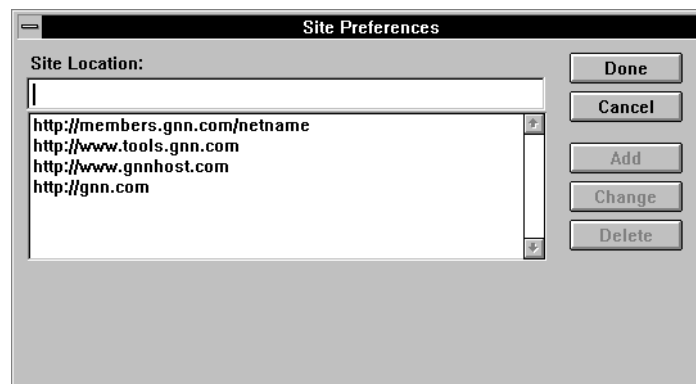 Site Preferences
Site Location:
http://members.gnn.com/netname
http://www.tools.gnn.com
http://www.gnnhost.com
http://gnn.com
Done
Cancel
Add
Change
Delete